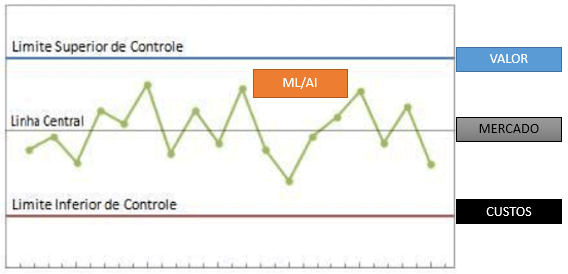 Limite Superior de Controle
VALOR
ML/AI
Linha Central
MERCADO
Limite Inferior de Controle
CUSTOS